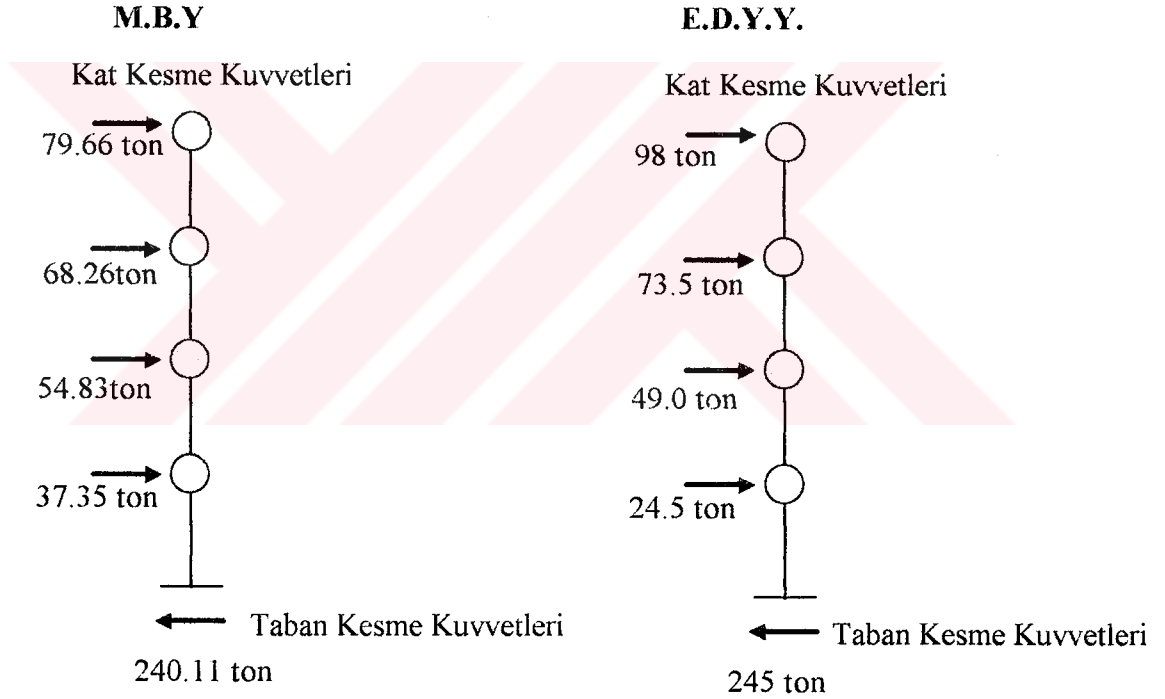 M.B.Y
Kat Kesme Kuvvetleri
79.66 ton
68.26ton
54.83ton
37.35 ton
Taban Kesme Kuvvetleri
240.11 ton
E.D.Y.Y.
Kat Kesme Kuvvetleri
98 ton
73.5 ton
49.0 ton
24.5 ton
Taban Kesme Kuvvetleri
245 ton